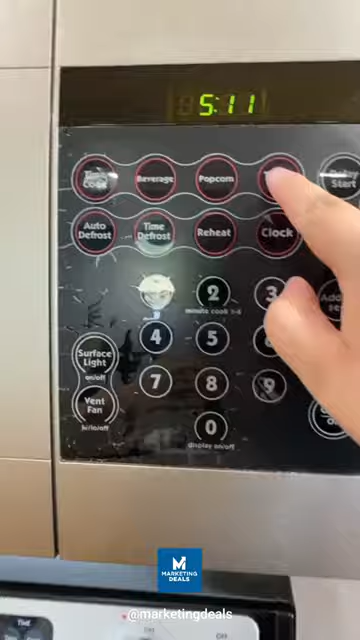 5:11
Time Cook
Beverage
Popcorn
Start
Auto Defrost
Time Defrost
Reheat
Clock
2
3
minute cook 1-6
4
5
7
8
9
0
display on/off
Surface Light
on/off
Vent Fan
hi/lo/off
M
MARKETING
DEALS
@marketingdeals